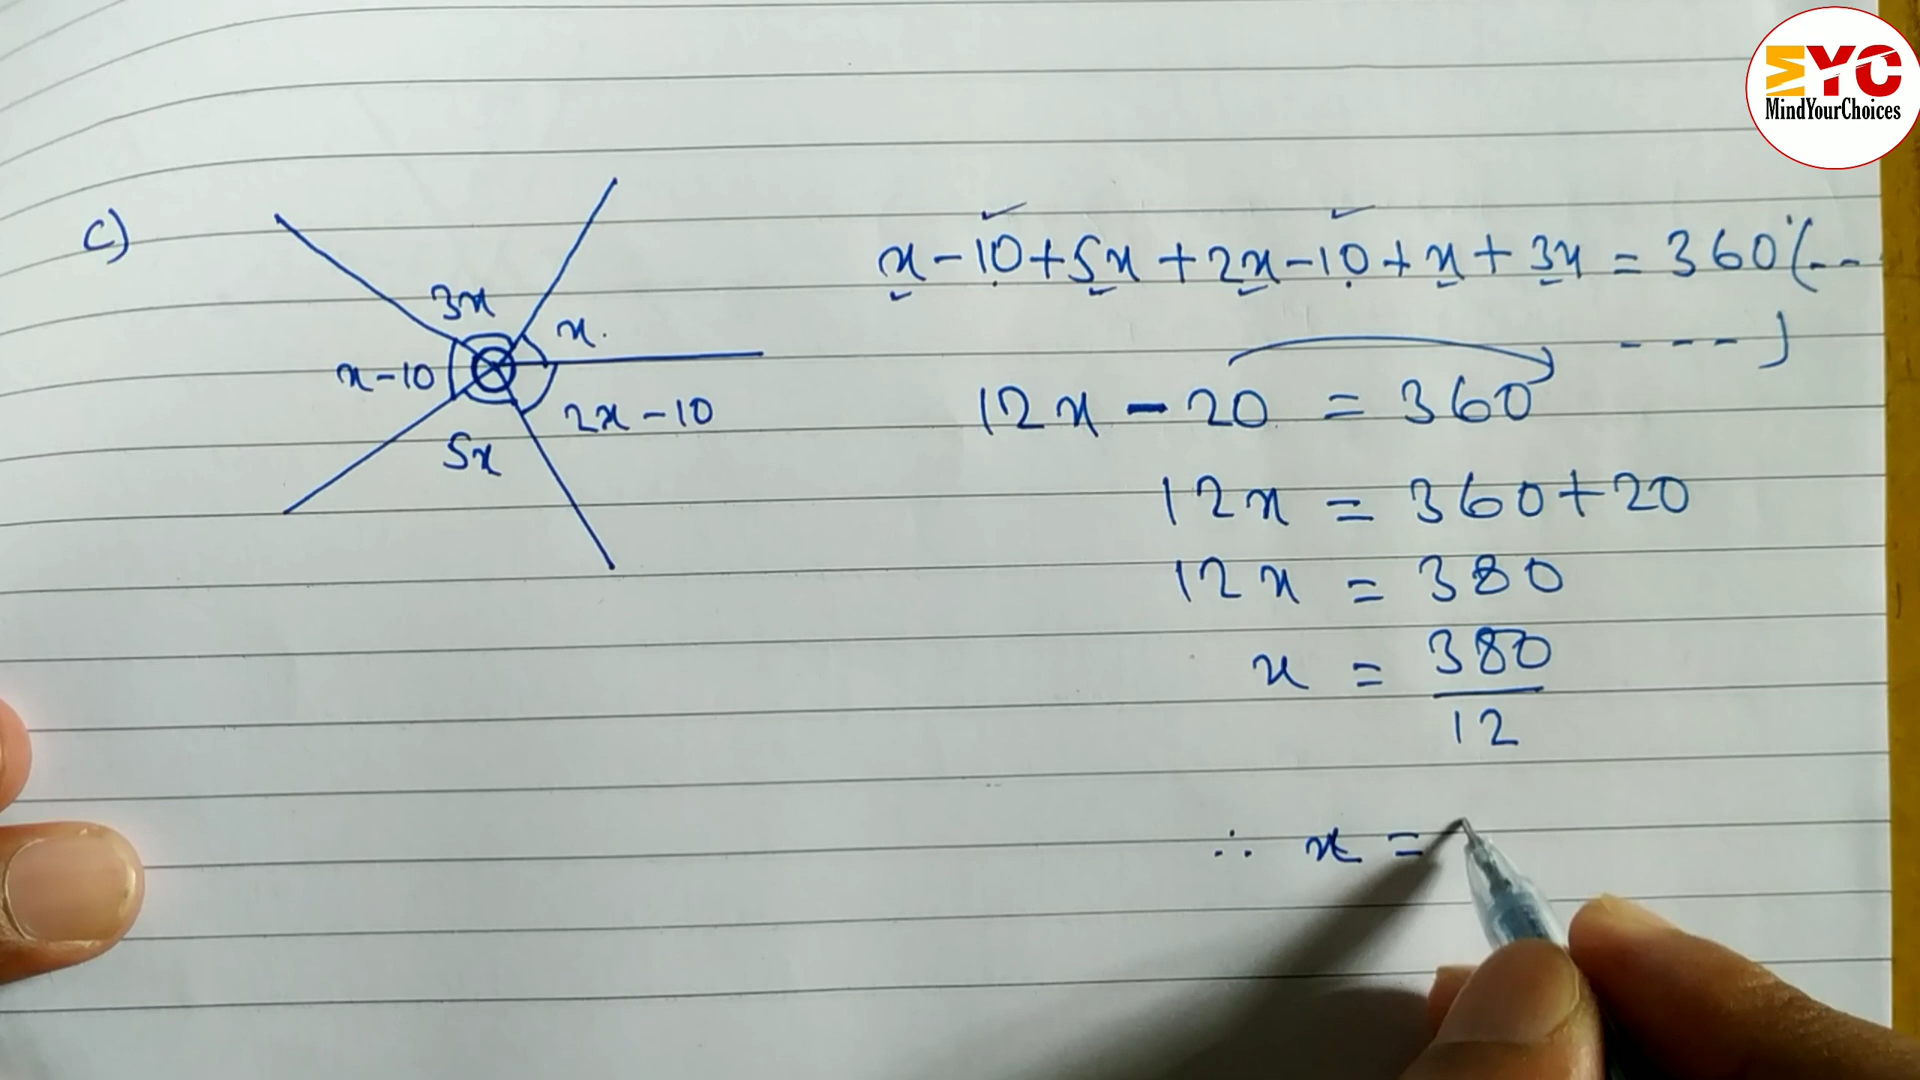 MYC
MindYourChoices
c)
3x
x.
x-10
2x-10
5x
x-10+5x+2x-10+x+3x = 360°(--
---)
12x - 20 = 360
12x = 360+20
12x = 380
x = 380
12
∴ x =